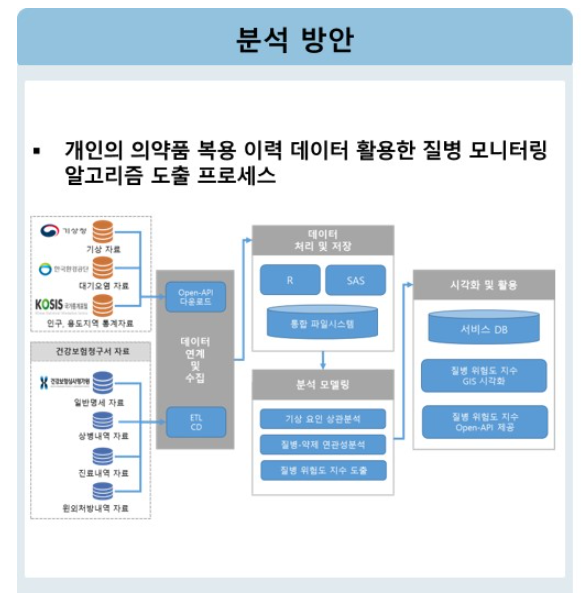 분석 방안
▪ 개인의 의약품 복용 이력 데이터 활용한 질병 모니터링
알고리즘 도출 프로세스
기상청
기상 자료
한국환경공단
대기오염 자료
KOSIS 국가통계포털
인구, 용도지역 통계자료
건강보험청구서 자료
건강보험심사평가원
일반명세 자료
상병내역 자료
진료내역 자료
원외처방내역 자료
Open-API
다운로드
데이터
연계
및
수집
ETL
CD
데이터
처리 및 저장
R
SAS
통합 파일시스템
분석 모델링
기상 요인 상관분석
질병-약제 연관성분석
질병 위험도 지수 도출
시각화 및 활용
서비스 DB
질병 위험도 지수
GIS 시각화
질병 위험도 지수
Open-API 제공